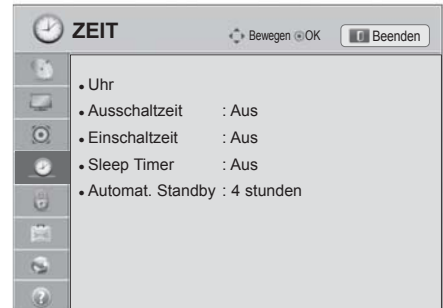 ZEIT
Bewegen OK
Beenden
Uhr
Ausschaltzeit : Aus
Einschaltzeit : Aus
Sleep Timer : Aus
Automat. Standby : 4 stunden